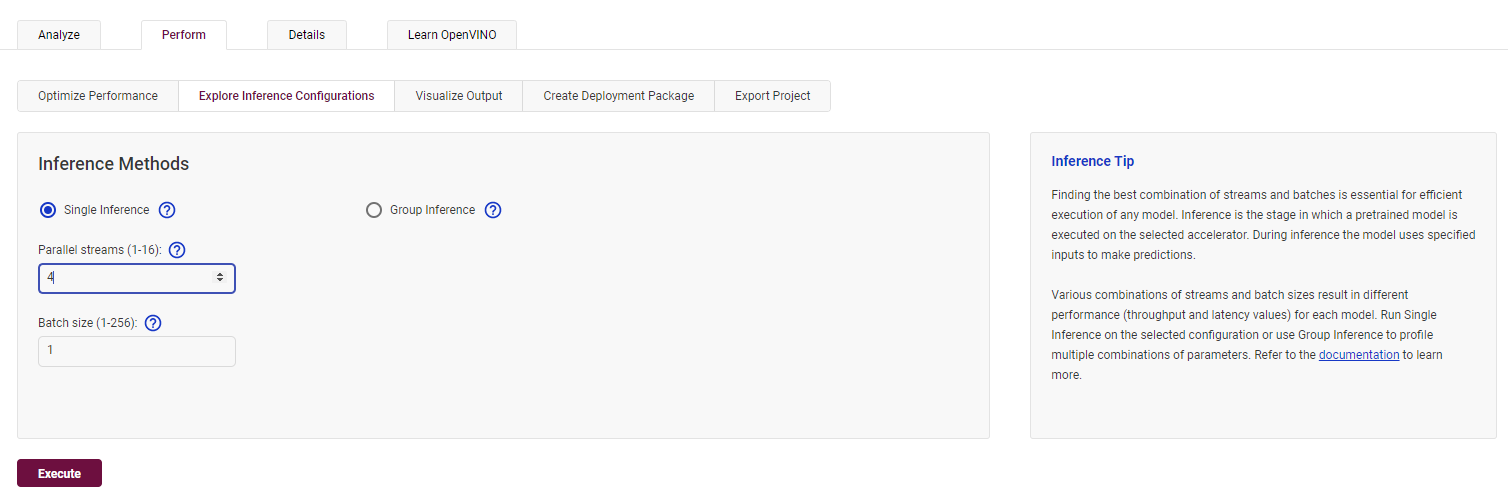 Analyze Perform Details Learn OpenVINO
Optimize Performance Explore Inference Configurations Visualize Output Create Deployment Package Export Project
Inference Methods
Single Inference ? Group Inference ?
Parallel streams (1-16): ?
4
Batch size (1-256): ?
1
Execute
Inference Tip
Finding the best combination of streams and batches is essential for efficient
execution of any model. Inference is the stage in which a pretrained model is
executed on the selected accelerator. During inference the model uses specified
inputs to make predictions.
Various combinations of streams and batch sizes result in different
performance (throughput and latency values) for each model. Run Single
Inference on the selected configuration or use Group Inference to profile
multiple combinations of parameters. Refer to the documentation to learn
more.